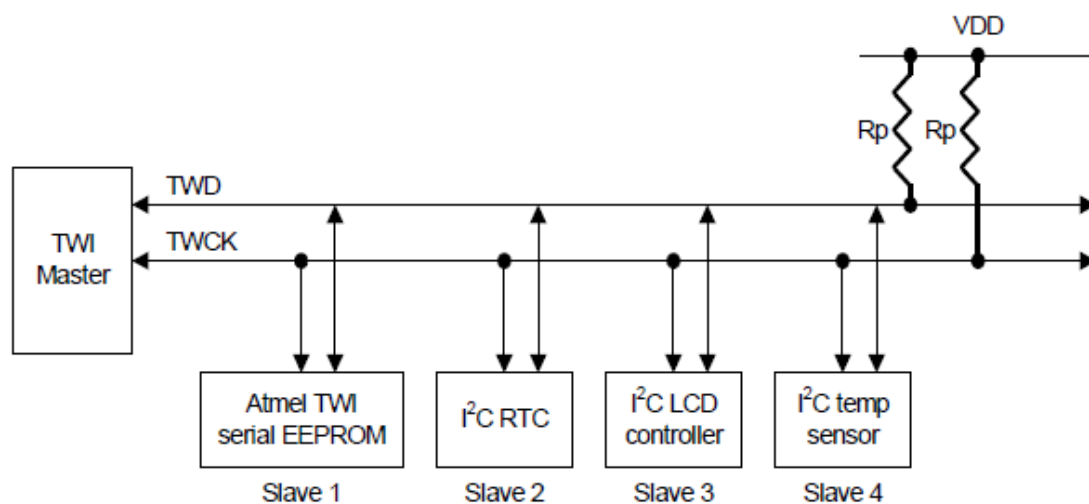 VDD
Rp
Rp
TWD
TWI
Master
TWCK
Atmel TWI
serial EEPROM
I²C RTC
I²C LCD
controller
I²C temp
sensor
Slave 1
Slave 2
Slave 3
Slave 4